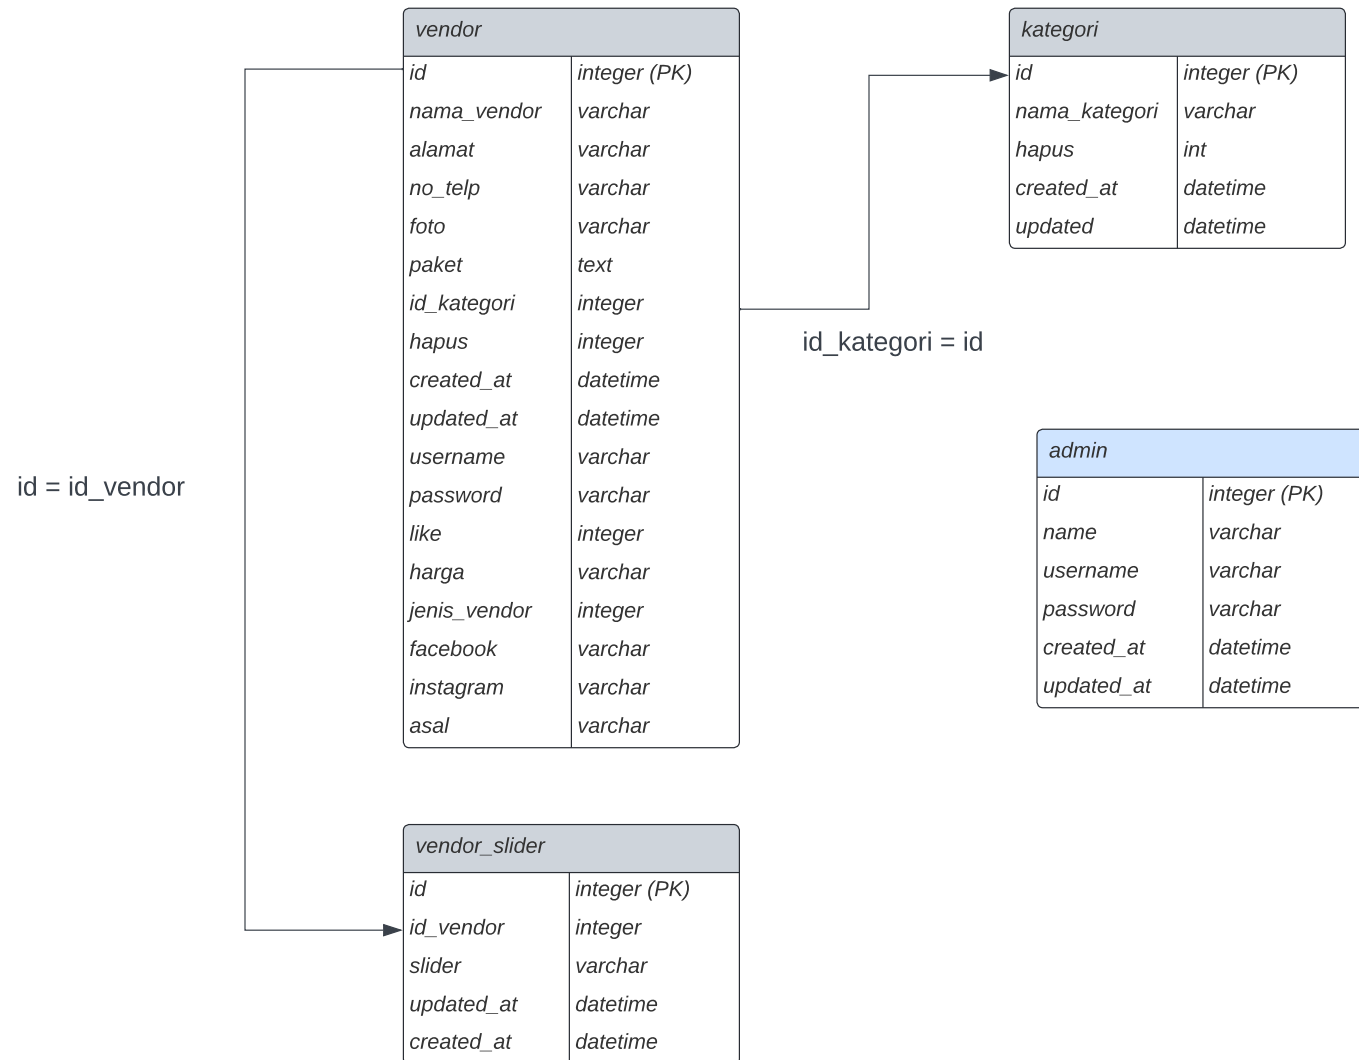 vendor
id integer (PK)
nama_vendor varchar
alamat varchar
no_telp varchar
foto varchar
paket text
id_kategori integer
hapus integer
created_at datetime
updated_at datetime
username varchar
password varchar
like integer
harga varchar
jenis_vendor integer
facebook varchar
instagram varchar
asal varchar
kategori
id integer (PK)
nama_kategori varchar
hapus int
created_at datetime
updated datetime
id_kategori = id
admin
id integer (PK)
name varchar
username varchar
password varchar
created_at datetime
updated_at datetime
id = id_vendor
vendor_slider
id integer (PK)
id_vendor integer
slider varchar
updated_at datetime
created_at datetime